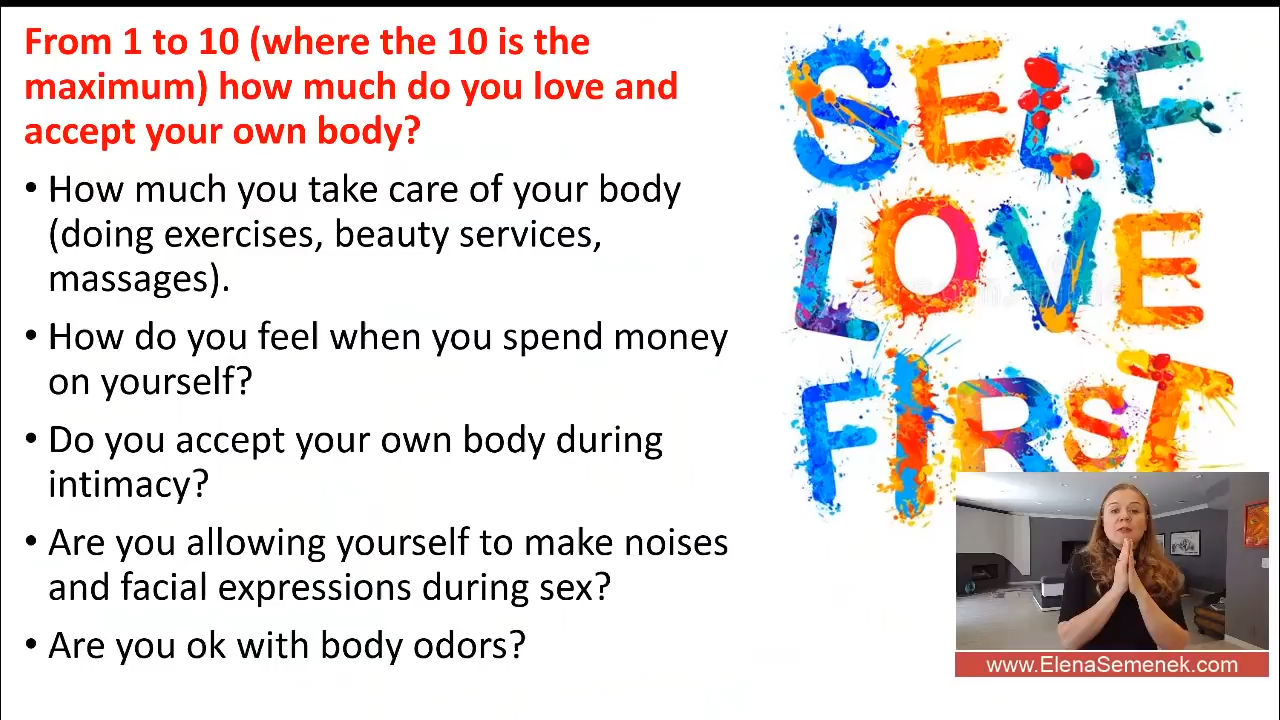 From 1 to 10 (where the 10 is the
maximum) how much do you love and
accept your own body?
• How much you take care of your body
(doing exercises, beauty services,
massages).
• How do you feel when you spend money
on yourself?
• Do you accept your own body during
intimacy?
• Are you allowing yourself to make noises
and facial expressions during sex?
• Are you ok with body odors?
SELF
LOVE
FIRST
www.ElenaSemenek.com